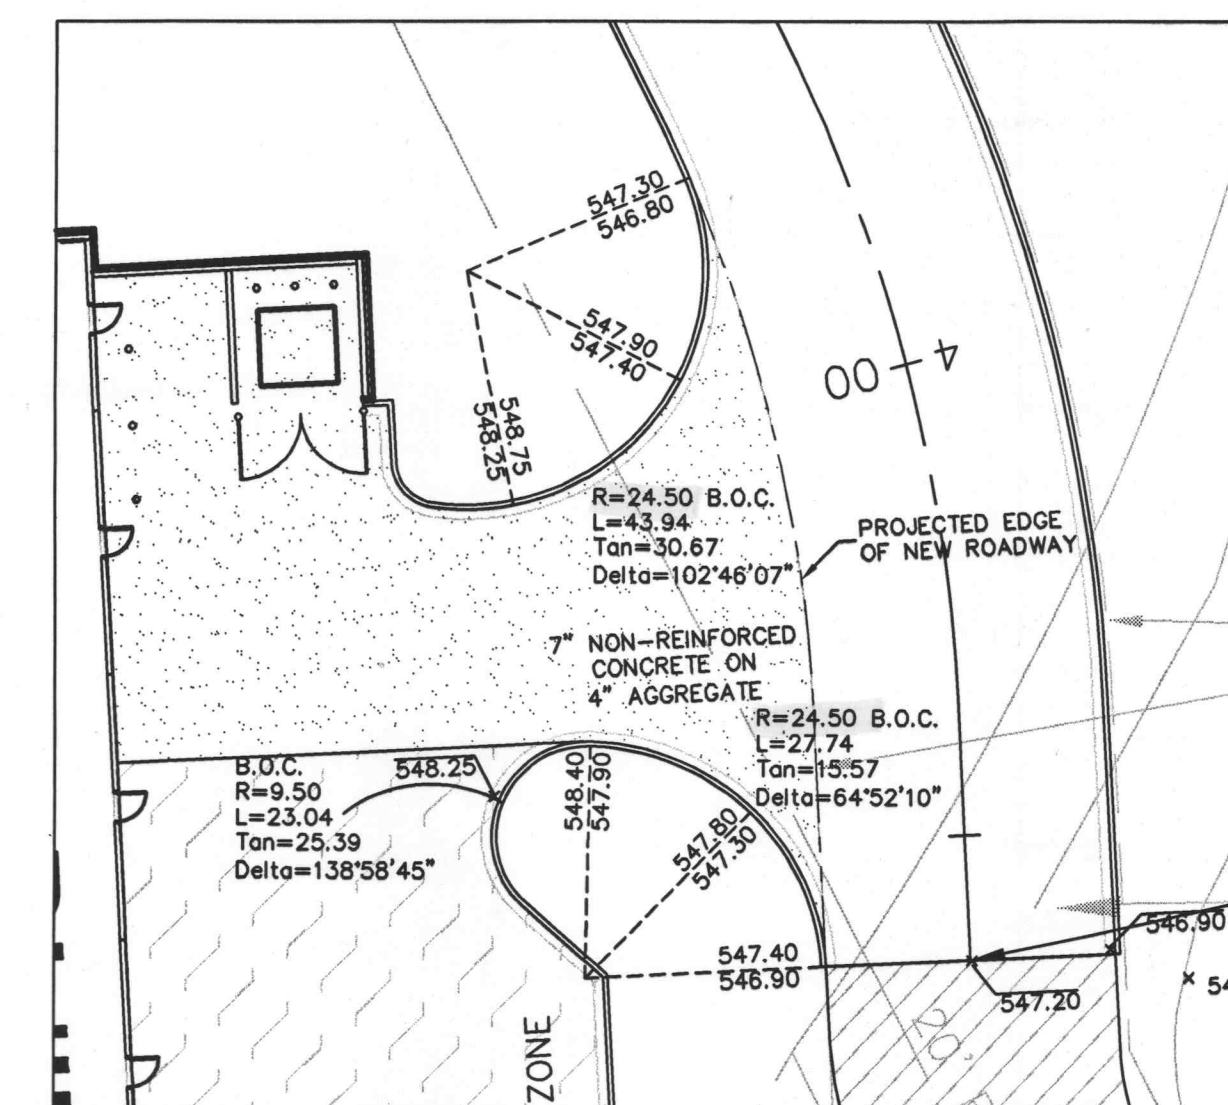 547.30
546.80
547.90
547.40
548.75
548.25
00
4
R=24.50 B.O.C.
L=43.94
Tan=30.67
Delta=102°46'07"
PROJECTED EDGE
OF NEW ROADWAY
7" NON-REINFORCED
CONCRETE ON
4" AGGREGATE
R=24.50 B.O.C.
L=27.74
Tan=15.57
Delta=64°52'10"
B.O.C.
R=9.50
L=23.04
Tan=25.39
Delta=138°58'45"
548.25
548.40
547.90
547.80
547.30
547.40
546.90
546.90
547.20
20'
ZONE